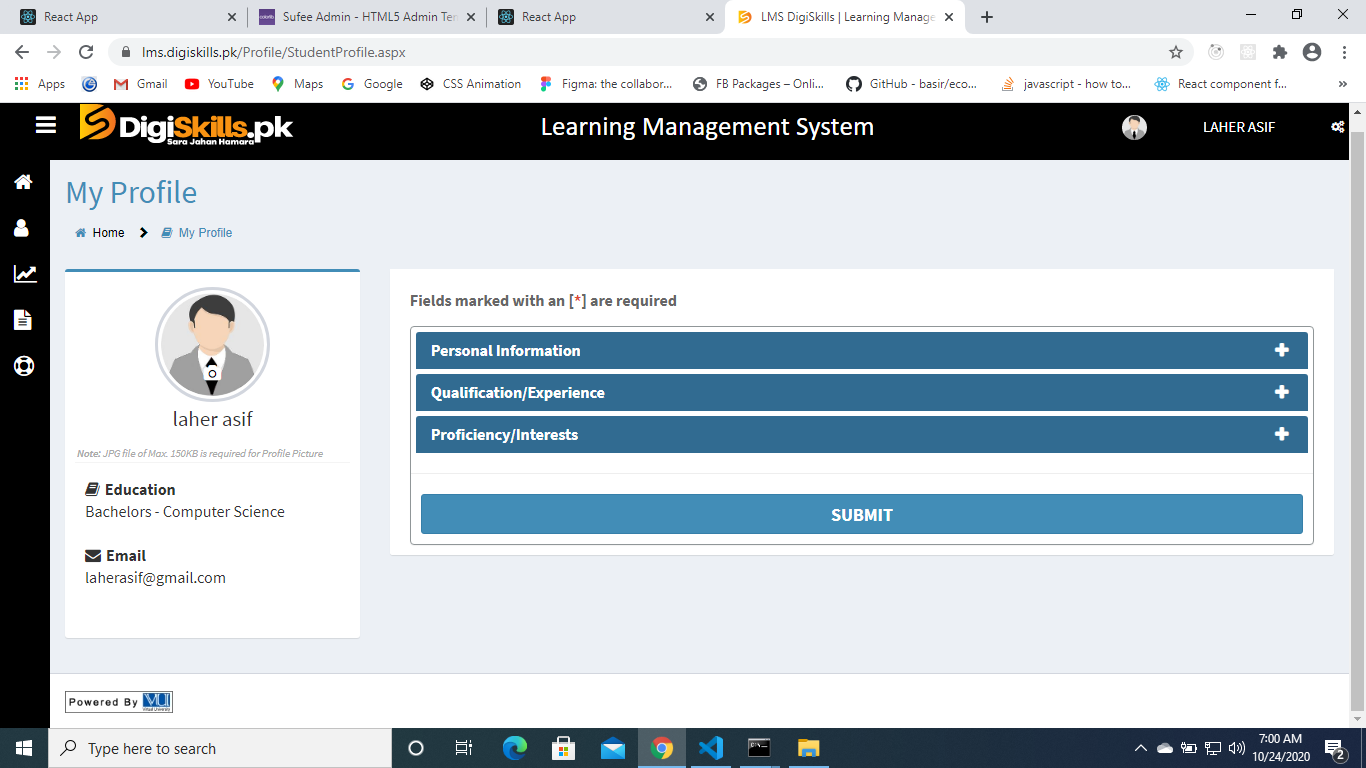 React App
Sufee Admin - HTML5 Admin Tem
React App
LMS DigiSkills | Learning Manage
lms.digiskills.pk/Profile/StudentProfile.aspx
Apps
Gmail
YouTube
Maps
Google
CSS Animation
Figma: the collabor...
FB Packages – Onli...
GitHub - basir/eco...
javascript - how to...
React component f...
DigiSkills.pk
Sara Jahan Hamara
Learning Management System
LAHER ASIF
My Profile
Home
My Profile
laher asif
Note: JPG file of Max. 150KB is required for Profile Picture
Education
Bachelors - Computer Science
Email
laherasif@gmail.com
Fields marked with an [*] are required
Personal Information
Qualification/Experience
Proficiency/Interests
SUBMIT
Powered By VU
Virtual University
Type here to search
7:00 AM
10/24/2020
2